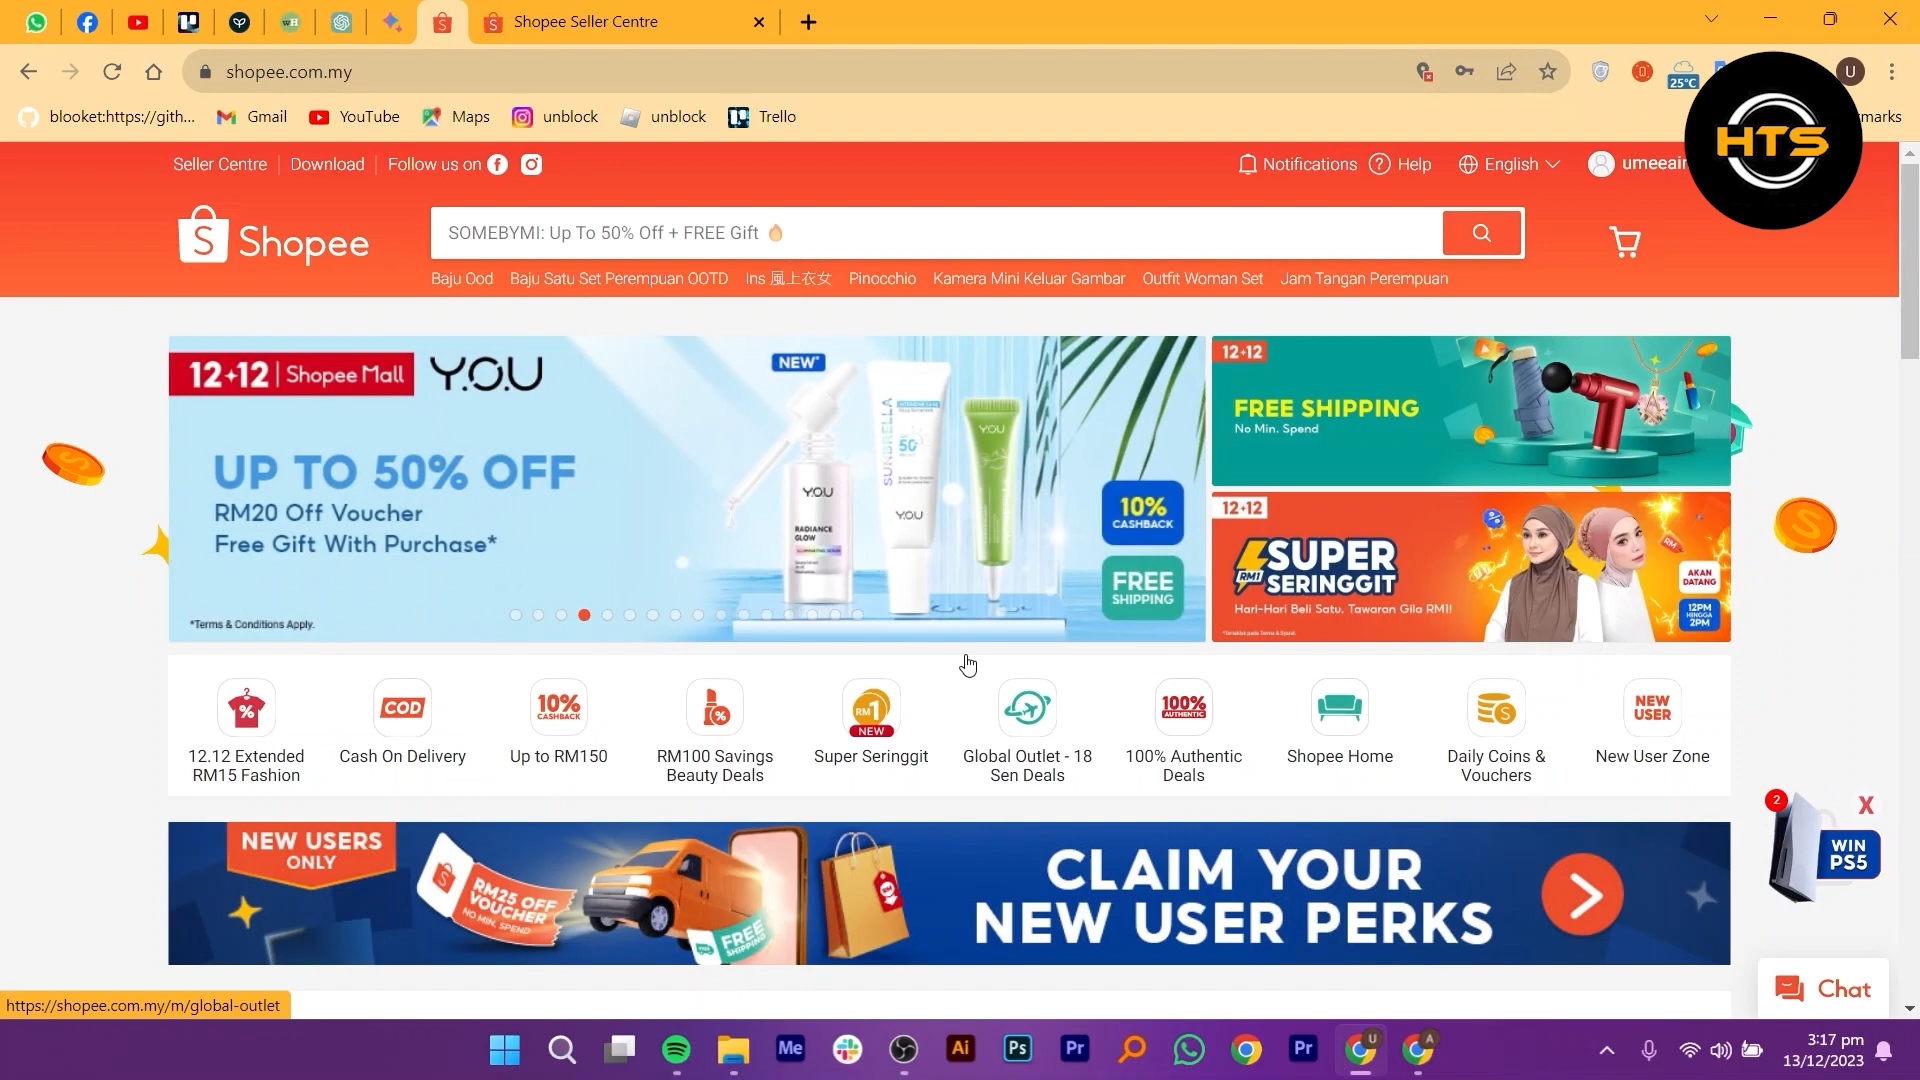 Shopee Seller Centre
shopee.com.my
25°C
U
blooket:https://gith...
Gmail
YouTube
Maps
unblock
unblock
Trello
marks
HTS
Seller Centre
Download
Follow us on
Notifications
Help
English
umeeain
Shopee
SOMEBYMI: Up To 50% Off + FREE Gift 🔥
Baju Ood
Baju Satu Set Perempuan OOTD
Ins 風上衣女
Pinocchio
Kamera Mini Keluar Gambar
Outfit Woman Set
Jam Tangan Perempuan
12+12 | Shopee Mall
Y.O.U
UP TO 50% OFF
RM20 Off Voucher
Free Gift With Purchase*
*Terms & Conditions Apply.
NEW*
Y.O.U
RADIANCE
GLOW
SUNBRELLA
50
Y.O.U
YOU
10%
CASHBACK
FREE
SHIPPING
12+12
FREE SHIPPING
No Min. Spend
12+12
RM1
SUPER
SERINGGIT
Hari-Hari Beli Satu. Tawaran Gila RM1!
AKAN
DATANG
12PM
HINGGA
2PM
%
COD
10%
CASHBACK
%
RM1
NEW
100%
AUTHENTIC
NEW
USER
12.12 Extended
RM15 Fashion
Cash On Delivery
Up to RM150
RM100 Savings
Beauty Deals
Super Seringgit
Global Outlet - 18
Sen Deals
100% Authentic
Deals
Shopee Home
Daily Coins &
Vouchers
New User Zone
NEW USERS
ONLY
RM25 OFF
VOUCHER
NO MIN. SPEND
FREE
SHIPPING
CLAIM YOUR
NEW USER PERKS
2
X
WIN
PS5
Chat
https://shopee.com.my/m/global-outlet
Me
Ai
Ps
Pr
Pr
U
A
3:17 pm
13/12/2023